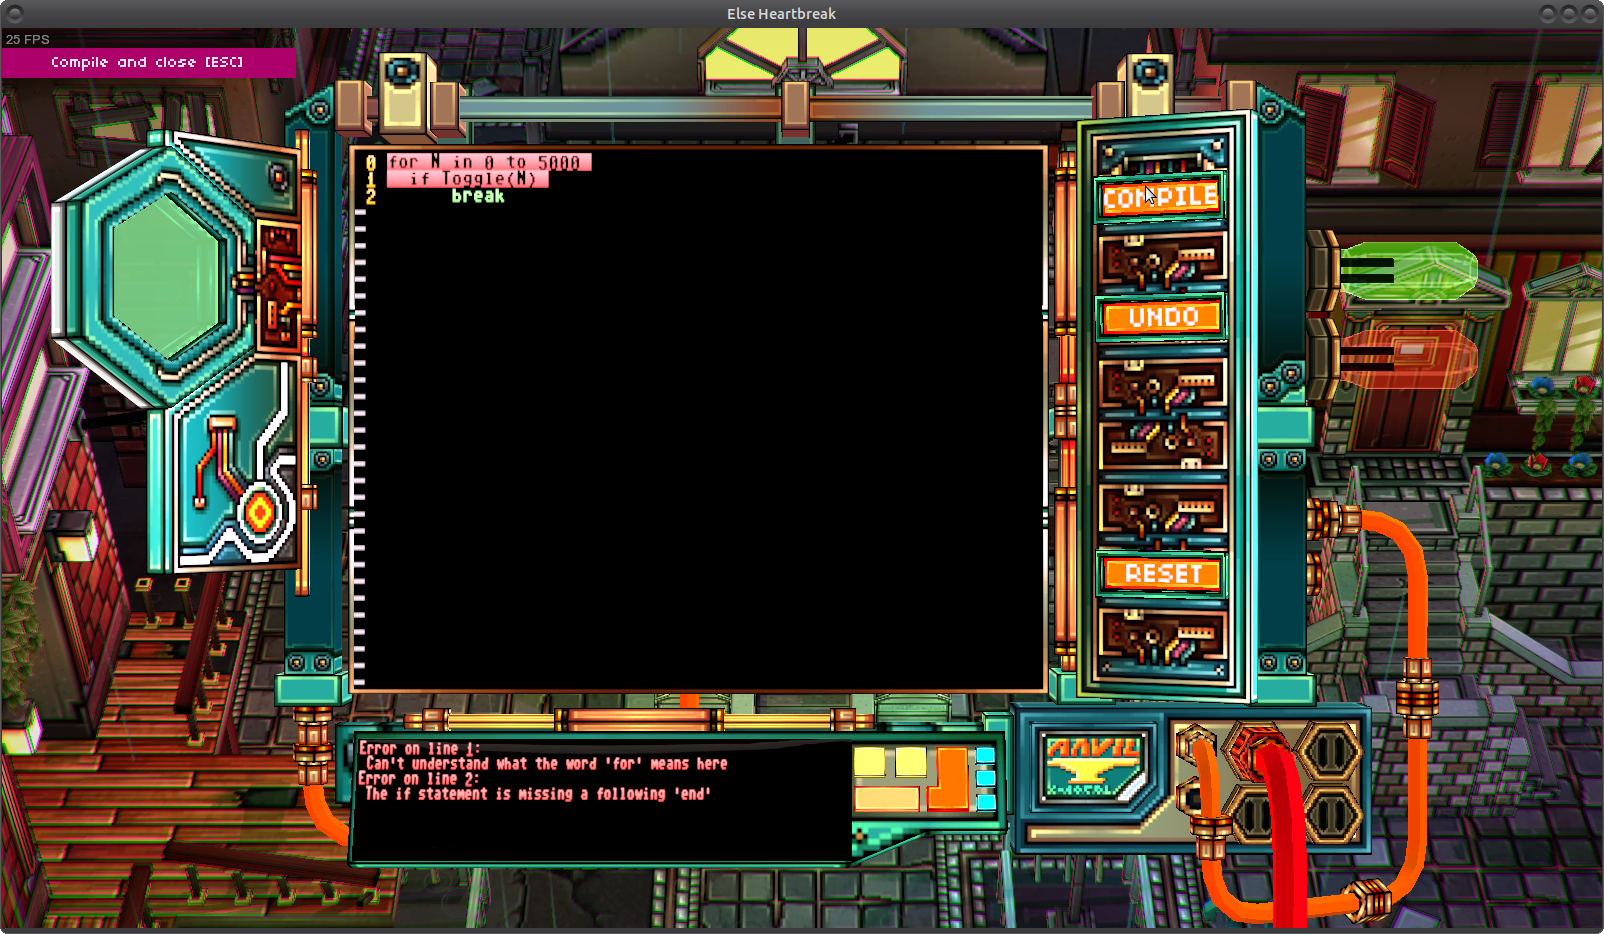 Else Heartbreak
25 FPS
Compile and close [ESC]
0 for N in 0 to 5000
1 if Toggle(N)
2 break
COMPILE
UNDO
RESET
Error on line 1:
Can't understand what the word 'for' means here
Error on line 2:
The if statement is missing a following 'end'
ANVIL